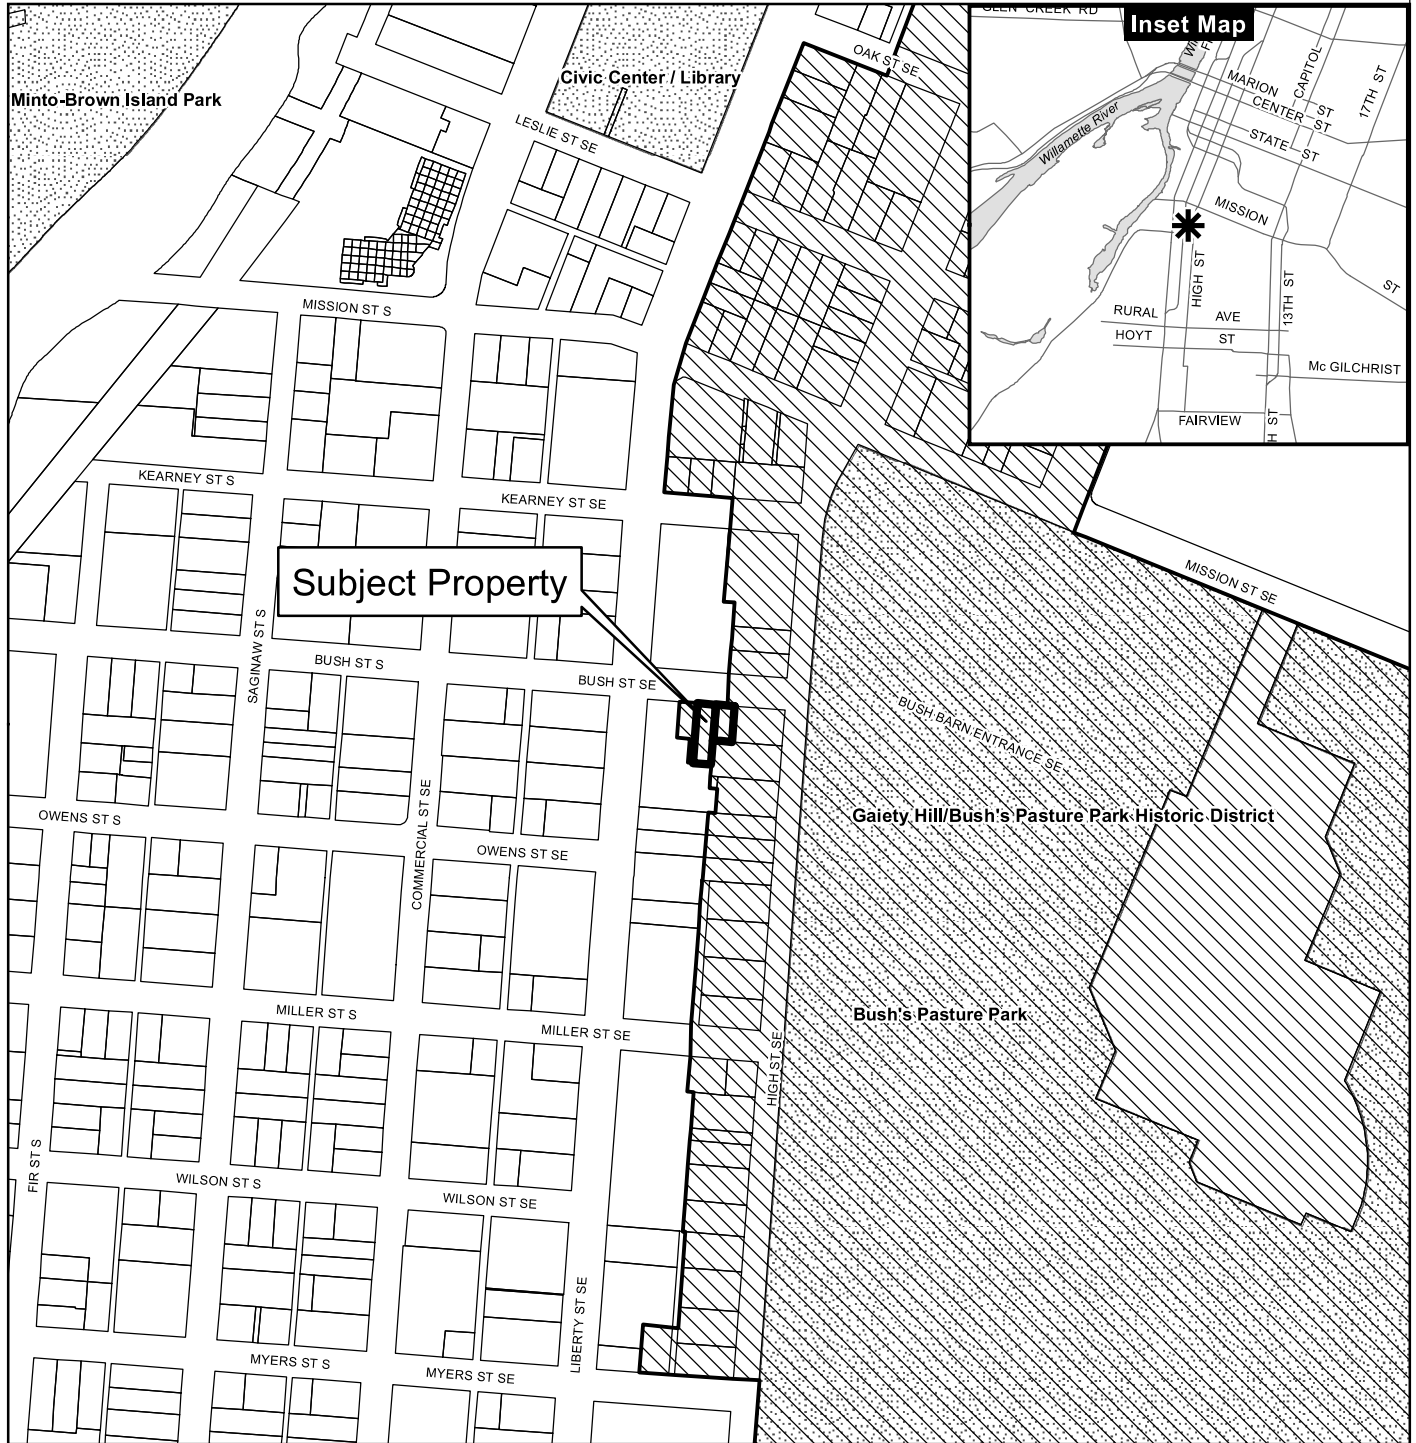 Inset Map
GLEN CREEK RD
MARION ST
CENTER ST
STATE ST
CAPITOL
17TH ST
Willamette River
MISSION
ST
HIGH ST
13TH ST
RURAL AVE
HOYT ST
Mc GILCHRIST
FAIRVIEW
H ST
OAK ST SE
Civic Center / Library
Minto-Brown Island Park
LESLIE ST SE
MISSION ST S
KEARNEY ST S
KEARNEY ST SE
Subject Property
MISSION ST SE
SAGINAW ST S
BUSH ST S
BUSH ST SE
BUSH BARN ENTRANCE SE
COMMERCIAL ST SE
Gaiety Hill/Bush's Pasture Park Historic District
OWENS ST S
OWENS ST SE
MILLER ST S
MILLER ST SE
Bush's Pasture Park
HIGH ST SE
FIR ST S
WILSON ST S
WILSON ST SE
LIBERTY ST SE
MYERS ST S
MYERS ST SE